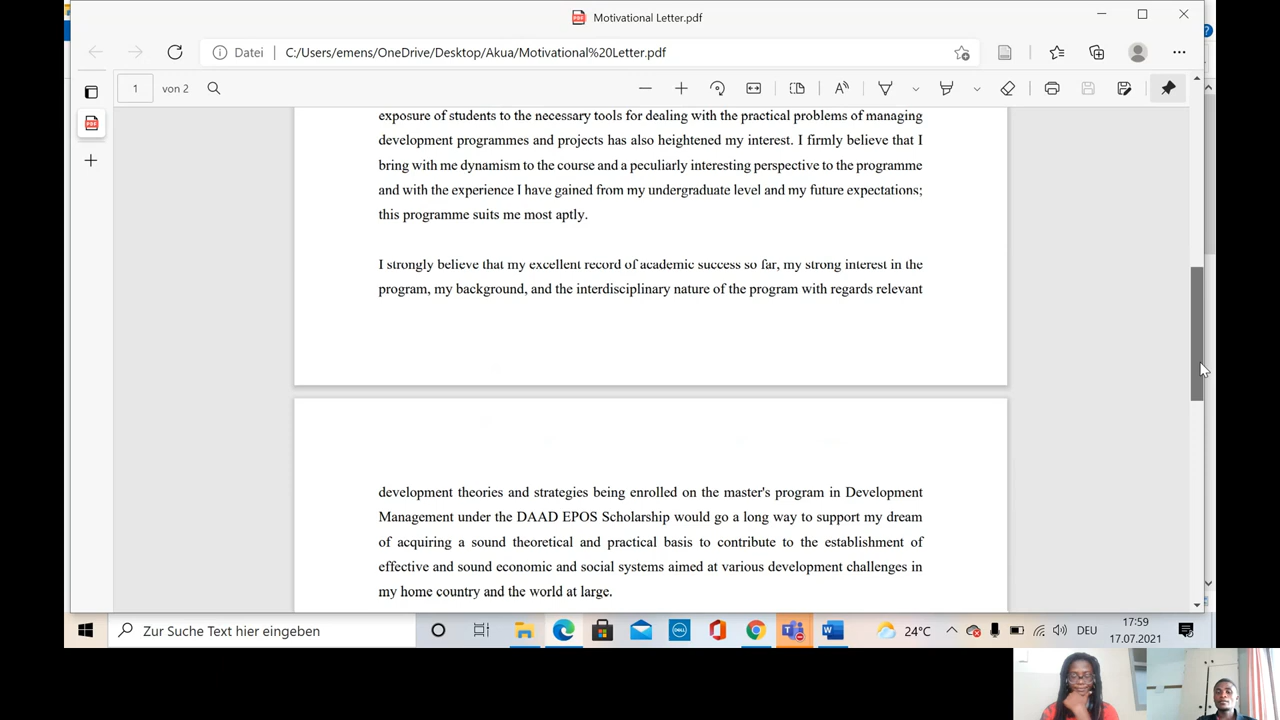 Motivational Letter.pdf
Datei
C:/Users/emens/OneDrive/Desktop/Akua/Motivational%20Letter.pdf
1
von 2
exposure of students to the necessary tools for dealing with the practical problems of managing
development programmes and projects has also heightened my interest. I firmly believe that I
bring with me dynamism to the course and a peculiarly interesting perspective to the programme
and with the experience I have gained from my undergraduate level and my future expectations;
this programme suits me most aptly.
I strongly believe that my excellent record of academic success so far, my strong interest in the
program, my background, and the interdisciplinary nature of the program with regards relevant
development theories and strategies being enrolled on the master's program in Development
Management under the DAAD EPOS Scholarship would go a long way to support my dream
of acquiring a sound theoretical and practical basis to contribute to the establishment of
effective and sound economic and social systems aimed at various development challenges in
my home country and the world at large.
Zur Suche Text hier eingeben
24°C
DEU
17:59
17.07.2021